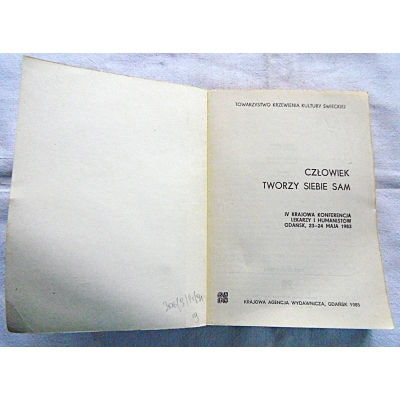 TOWARZYSTWO KRZEWIENIA KULTURY ŚWIECKIEJ
CZŁOWIEK
TWORZY SIEBIE SAM
IV KRAJOWA KONFERENCJA
LEKARZY I HUMANISTÓW
GDAŃSK, 23—24 MAJA 1983
KRAJOWA AGENCJA WYDAWNICZA, GDAŃSK 1985